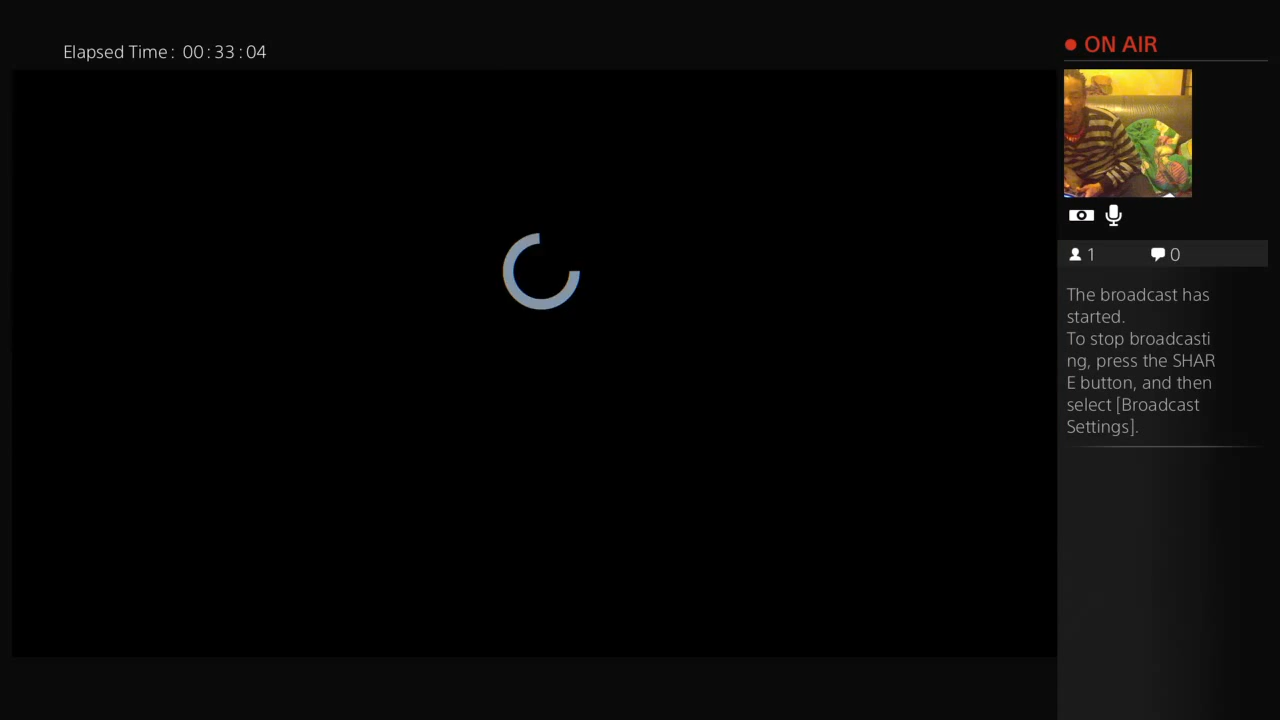 Elapsed Time: 00:33:04
ON AIR
1
0
The broadcast has
started.
To stop broadcasti
ng, press the SHAR
E button, and then
select [Broadcast
Settings].